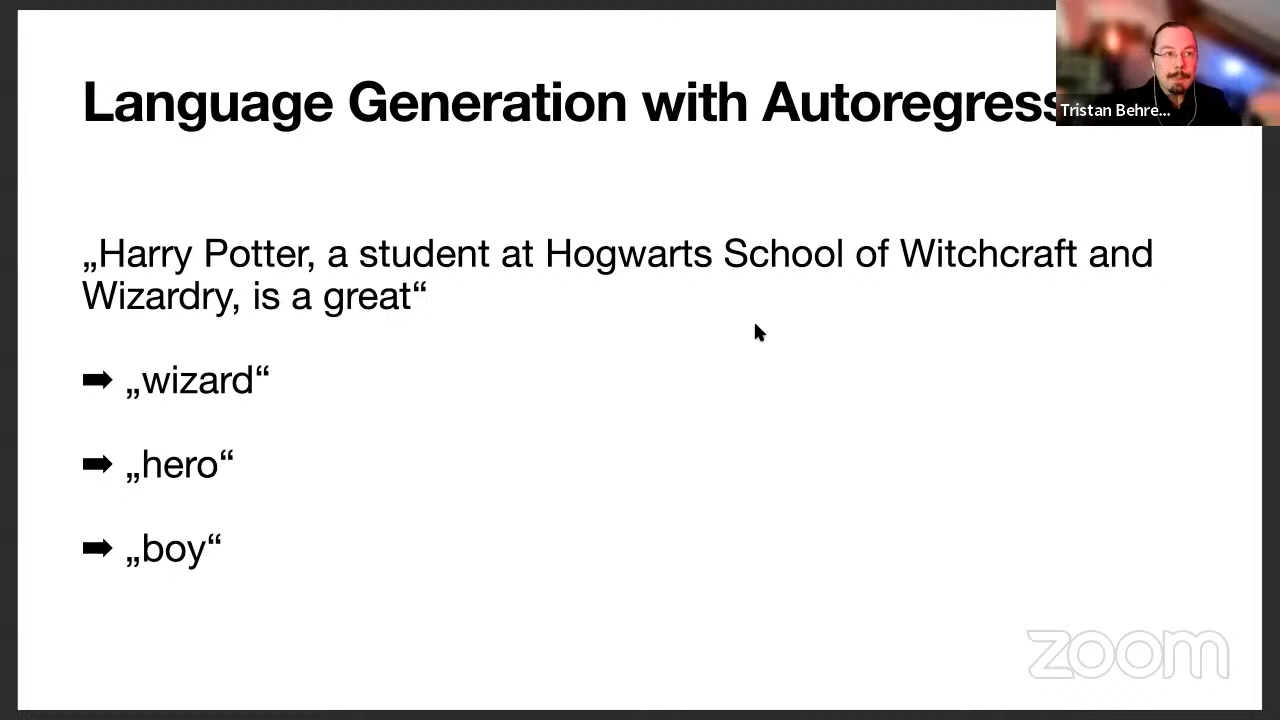 Language Generation with Autoregress
Tristan Behre...
„Harry Potter, a student at Hogwarts School of Witchcraft and
Wizardry, is a great“
➡ „wizard“
➡ „hero“
➡ „boy“
zoom